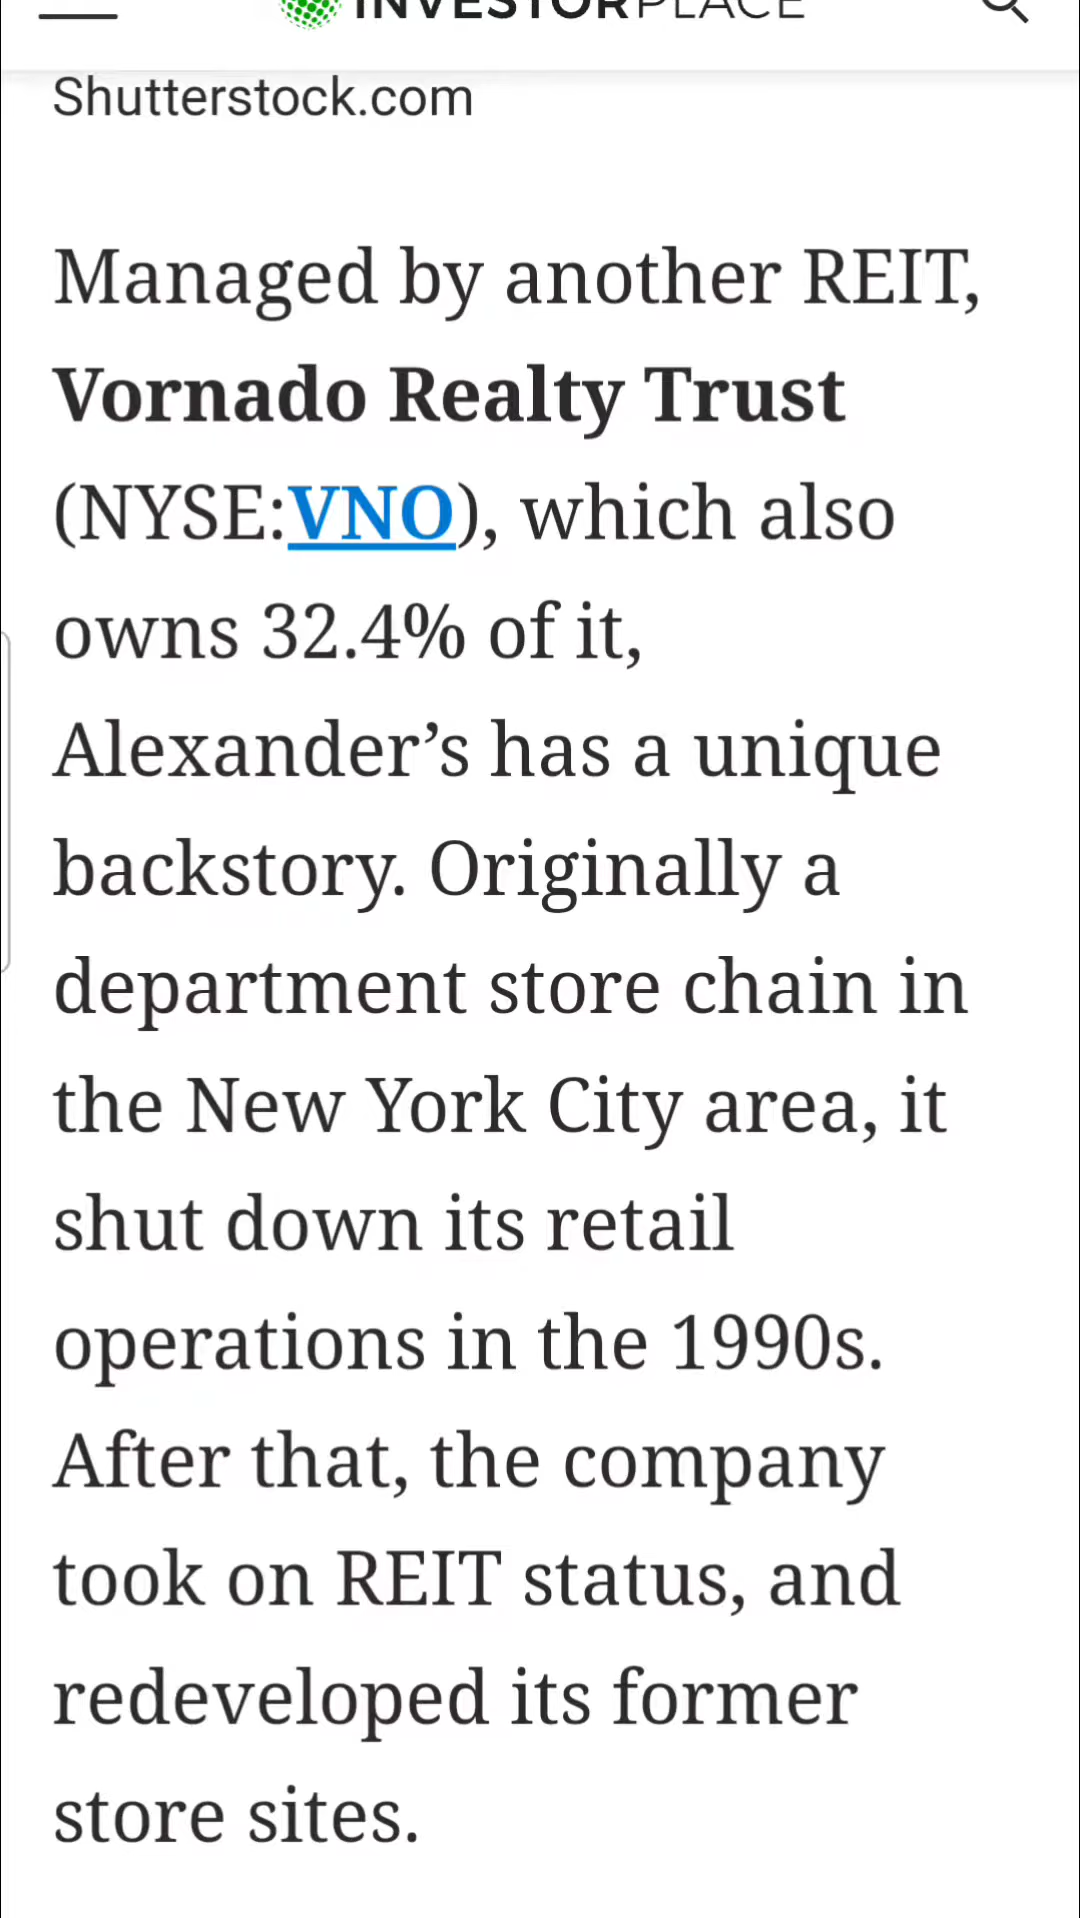 INVESTORPLACE
Shutterstock.com
Managed by another REIT,
Vornado Realty Trust
(NYSE:VNO), which also
owns 32.4% of it,
Alexander’s has a unique
backstory. Originally a
department store chain in
the New York City area, it
shut down its retail
operations in the 1990s.
After that, the company
took on REIT status, and
redeveloped its former
store sites.